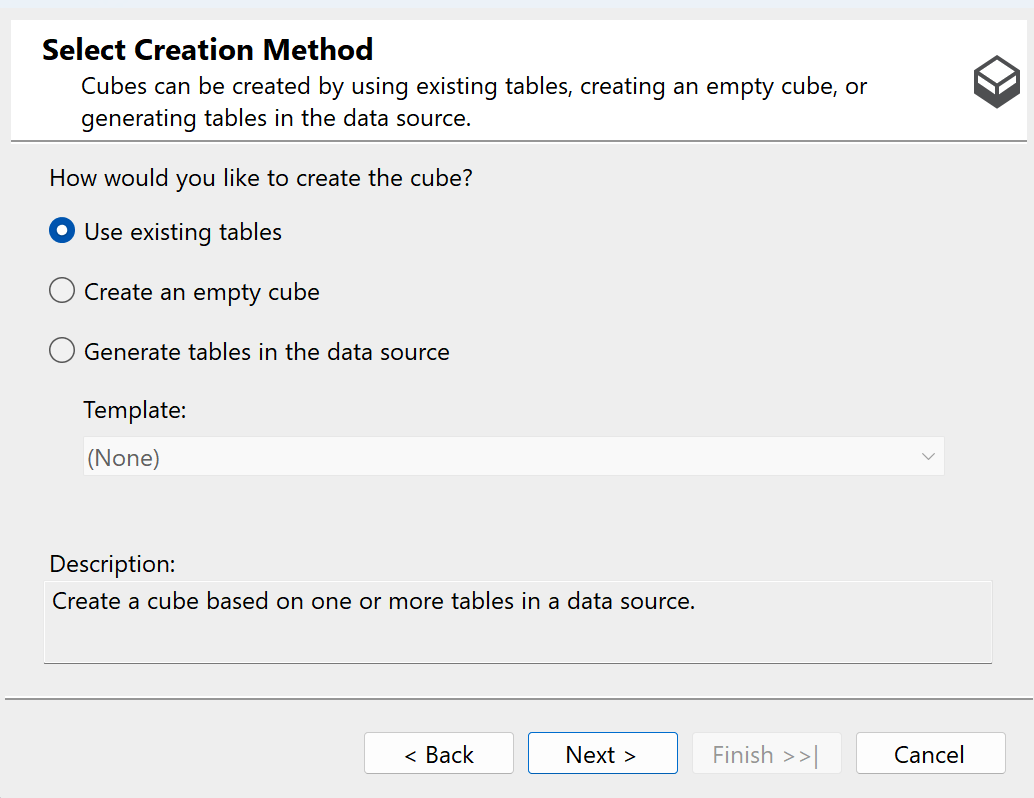 Select Creation Method
Cubes can be created by using existing tables, creating an empty cube, or
generating tables in the data source.
How would you like to create the cube?
Use existing tables
Create an empty cube
Generate tables in the data source
Template:
(None)
Description:
Create a cube based on one or more tables in a data source.
< Back
Next >
Finish >>|
Cancel